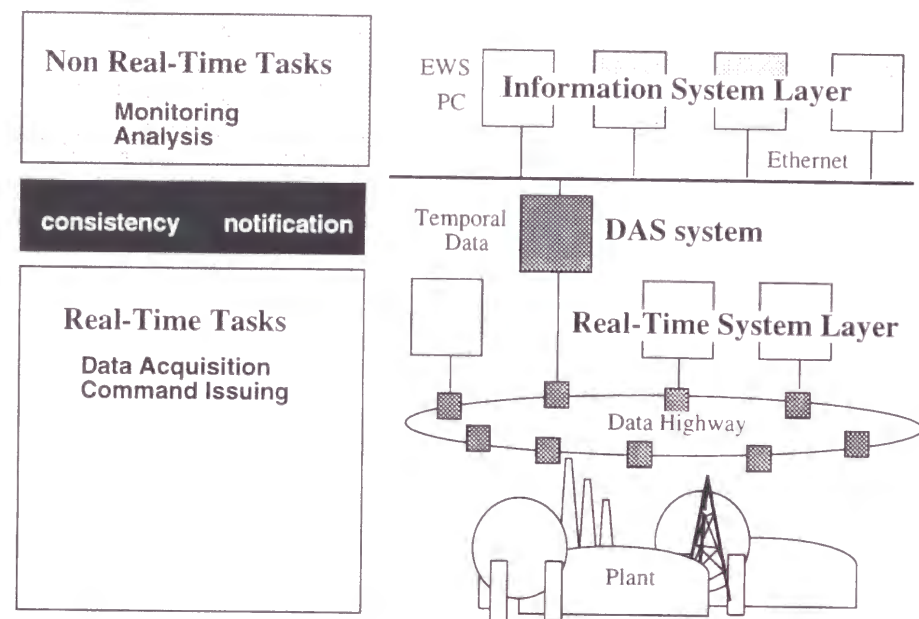 Non Real-Time Tasks
Monitoring
Analysis
consistency notification
Real-Time Tasks
Data Acquisition
Command Issuing
EWS
PC
Information System Layer
Ethernet
Temporal
Data
DAS system
Real-Time System Layer
Data Highway
Plant